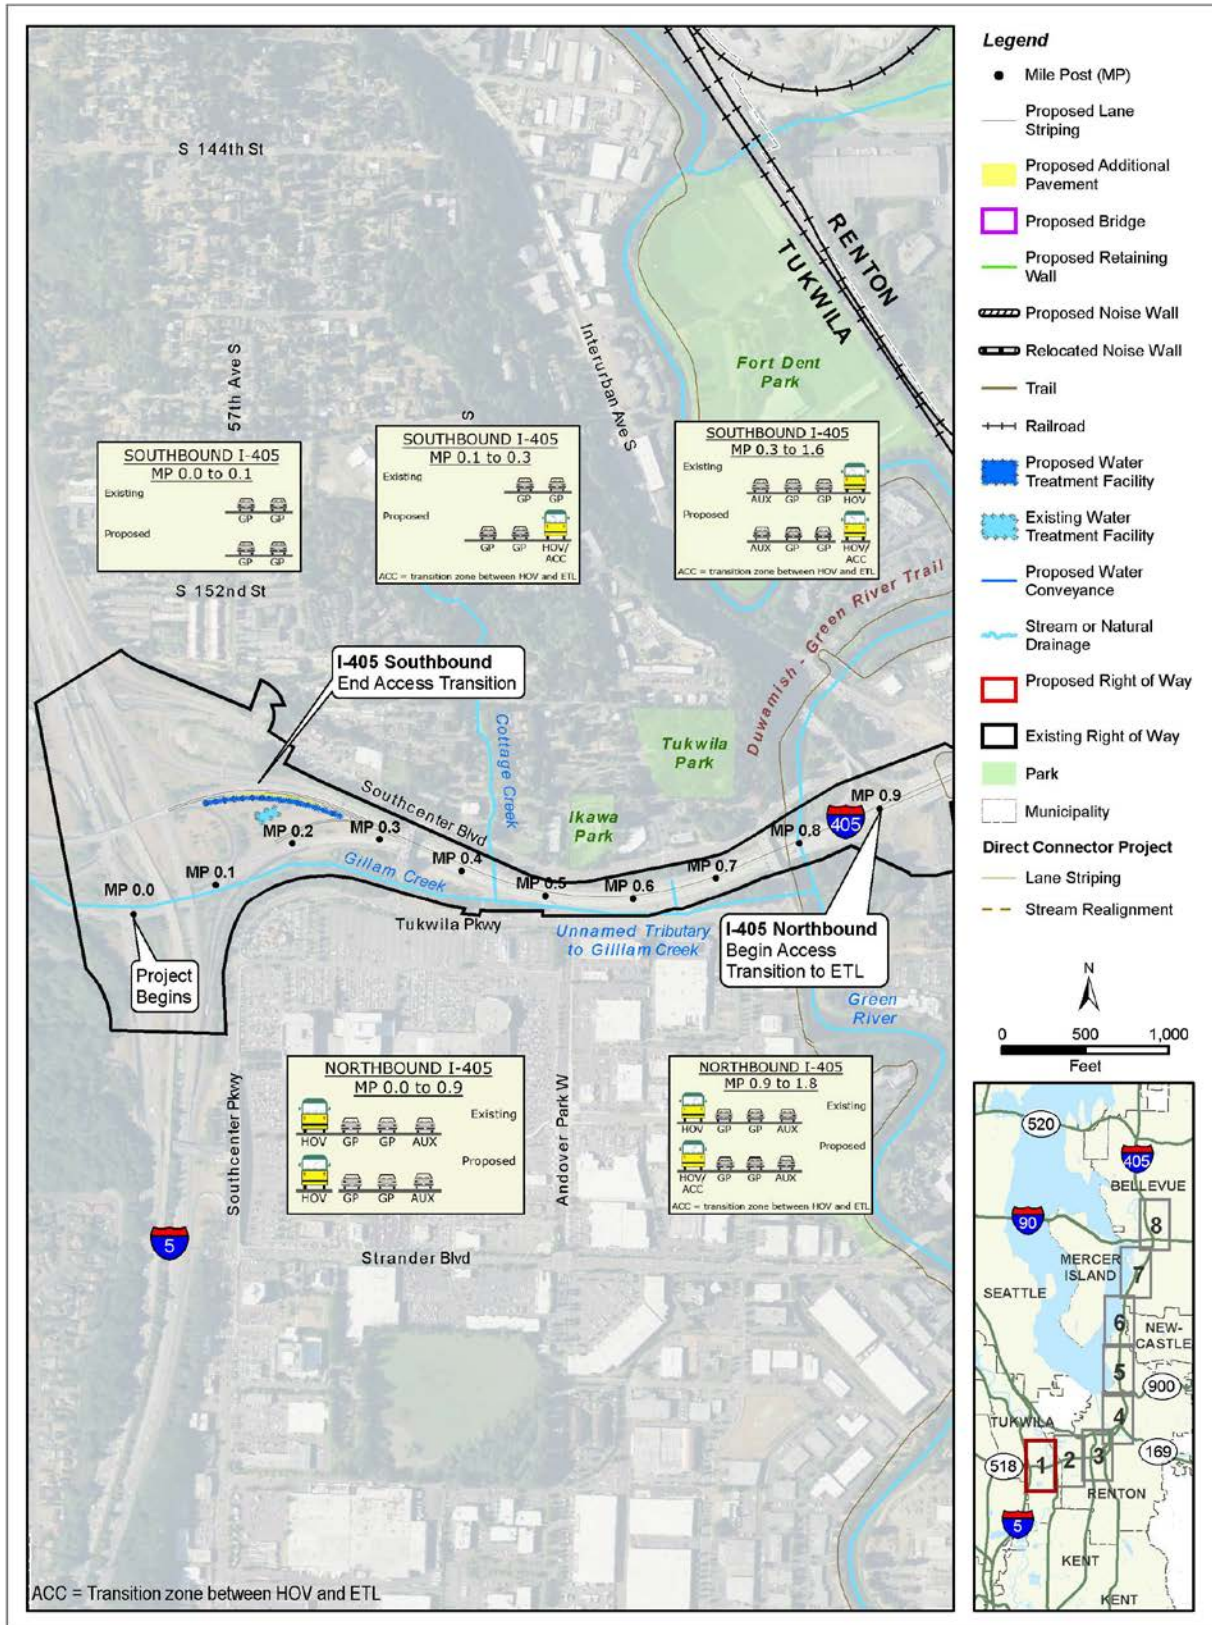 S 144th St
RENTON
TUKWILA
Interurban Ave S
57th Ave S
S
Fort Dent
Park
SOUTHBOUND I-405
MP 0.0 to 0.1
Existing
GP GP
Proposed
GP GP
SOUTHBOUND I-405
MP 0.1 to 0.3
Existing
GP GP
Proposed
GP GP HOV/
ACC
ACC = transition zone between HOV and ETL
SOUTHBOUND I-405
MP 0.3 to 1.6
Existing
AUX GP GP HOV
Proposed
AUX GP GP HOV/
ACC
ACC = transition zone between HOV and ETL
S 152nd St
Duwamish - Green River Trail
I-405 Southbound
End Access Transition
Cottage Creek
Tukwila
Park
Southcenter Blvd
Ikawa
Park
405
MP 0.0
MP 0.1
MP 0.2
MP 0.3
MP 0.4
MP 0.5
MP 0.6
MP 0.7
MP 0.8
MP 0.9
Gillam Creek
Tukwila Pkwy
Unnamed Tributary
to Gilllam Creek
I-405 Northbound
Begin Access
Transition to ETL
Project
Begins
Green
River
NORTHBOUND I-405
MP 0.0 to 0.9
Existing
HOV GP GP AUX
Proposed
HOV GP GP AUX
NORTHBOUND I-405
MP 0.9 to 1.8
Existing
HOV GP GP AUX
Proposed
HOV/
ACC GP GP AUX
ACC = transition zone between HOV and ETL
Southcenter Pkwy
Andover Park W
5
Strander Blvd
ACC = Transition zone between HOV and ETL
Legend
Mile Post (MP)
Proposed Lane
Striping
Proposed Additional
Pavement
Proposed Bridge
Proposed Retaining
Wall
Proposed Noise Wall
Relocated Noise Wall
Trail
Railroad
Proposed Water
Treatment Facility
Existing Water
Treatment Facility
Proposed Water
Conveyance
Stream or Natural
Drainage
Proposed Right of Way
Existing Right of Way
Park
Municipality
Direct Connector Project
Lane Striping
Stream Realignment
N
0 500 1,000
Feet
520
405
BELLEVUE
90
8
MERCER
ISLAND
7
SEATTLE
6
NEW-
CASTLE
5
900
4
TUKWILA
518
1
2
3
169
RENTON
5
KENT
KENT